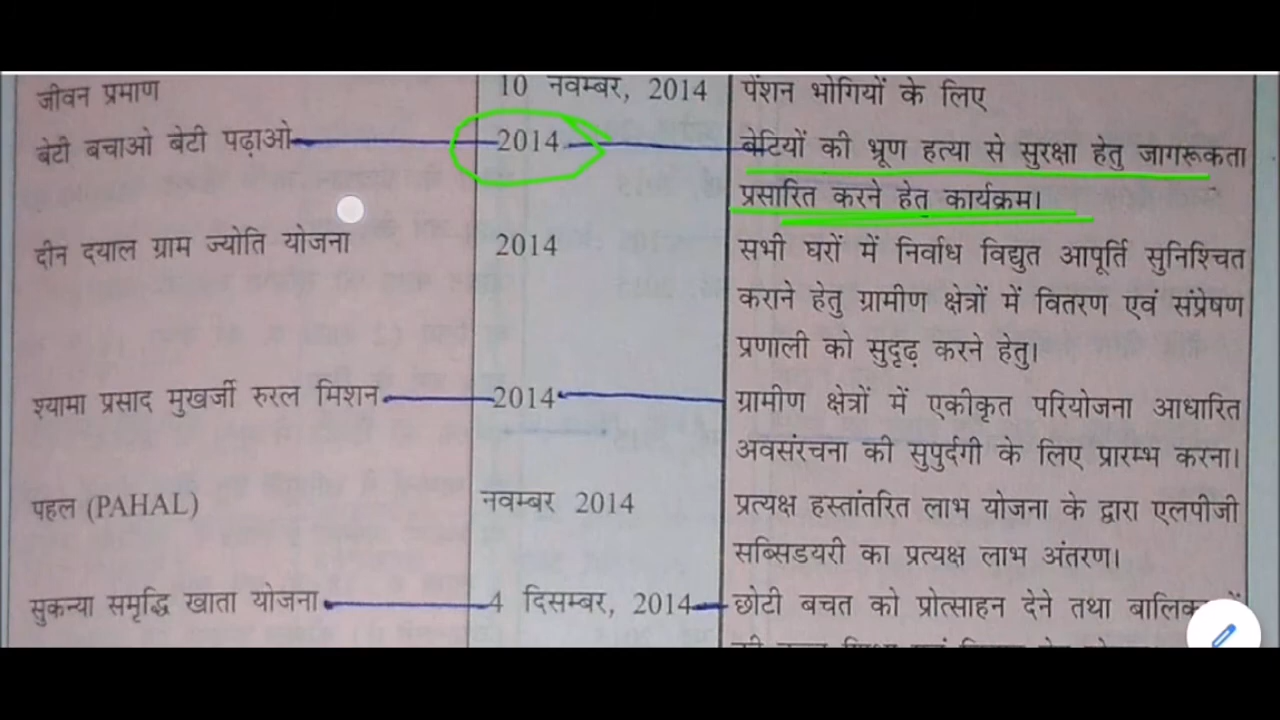 जीवन प्रमाण 10 नवम्बर, 2014 पेंशन भोगियों के लिए
बेटी बचाओ बेटी पढ़ाओ 2014 बेटियों की भ्रूण हत्या से सुरक्षा हेतु जागरूकता
प्रसारित करने हेतु कार्यक्रम।
दीन दयाल ग्राम ज्योति योजना 2014 सभी घरों में निर्वाध विद्युत आपूर्ति सुनिश्चित
कराने हेतु ग्रामीण क्षेत्रों में वितरण एवं संप्रेषण
प्रणाली को सुदृढ़ करने हेतु।
श्यामा प्रसाद मुखर्जी रुरल मिशन 2014 ग्रामीण क्षेत्रों में एकीकृत परियोजना आधारित
अवसंरचना की सुपुर्दगी के लिए प्रारम्भ करना।
पहल (PAHAL) नवम्बर 2014 प्रत्यक्ष हस्तांतरित लाभ योजना के द्वारा एलपीजी
सब्सिडयरी का प्रत्यक्ष लाभ अंतरण।
सुकन्या समृद्धि खाता योजना 4 दिसम्बर, 2014 छोटी बचत को प्रोत्साहन देने तथा